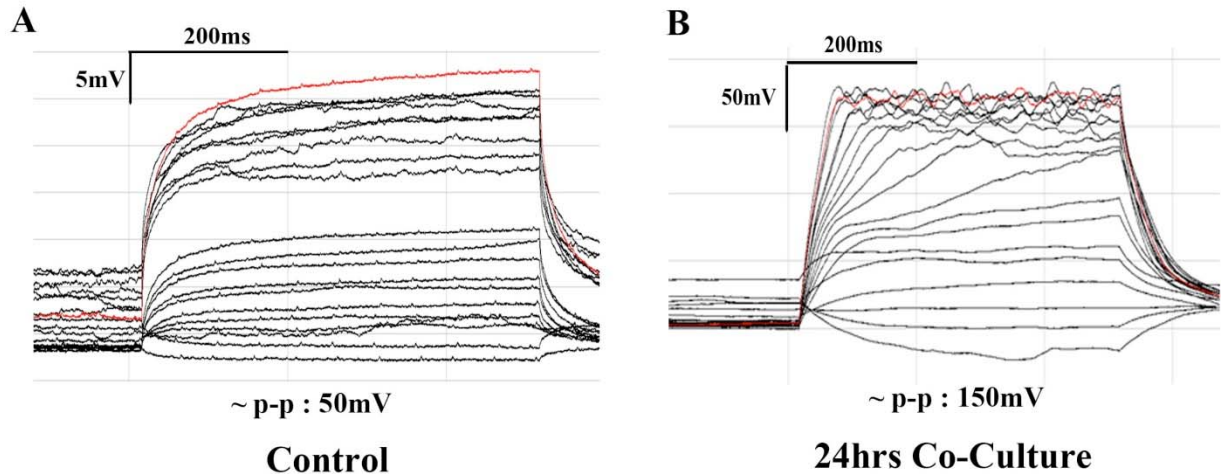 A
200ms
5mV
~ p-p : 50mV
Control
B
200ms
50mV
~ p-p : 150mV
24hrs Co-Culture